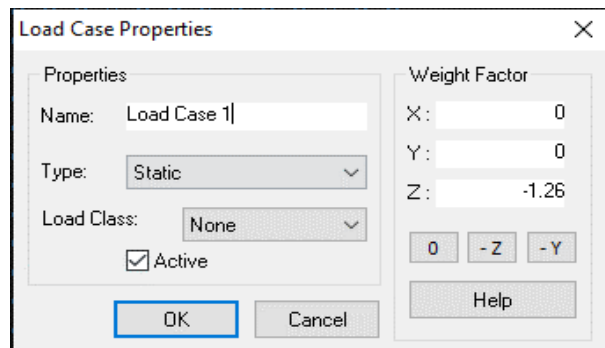 Load Case Properties
Properties
Name: Load Case 1
Type: Static
Load Class: None
Active
OK Cancel
Weight Factor
X: 0
Y: 0
Z: -1.26
0 -Z -Y
Help